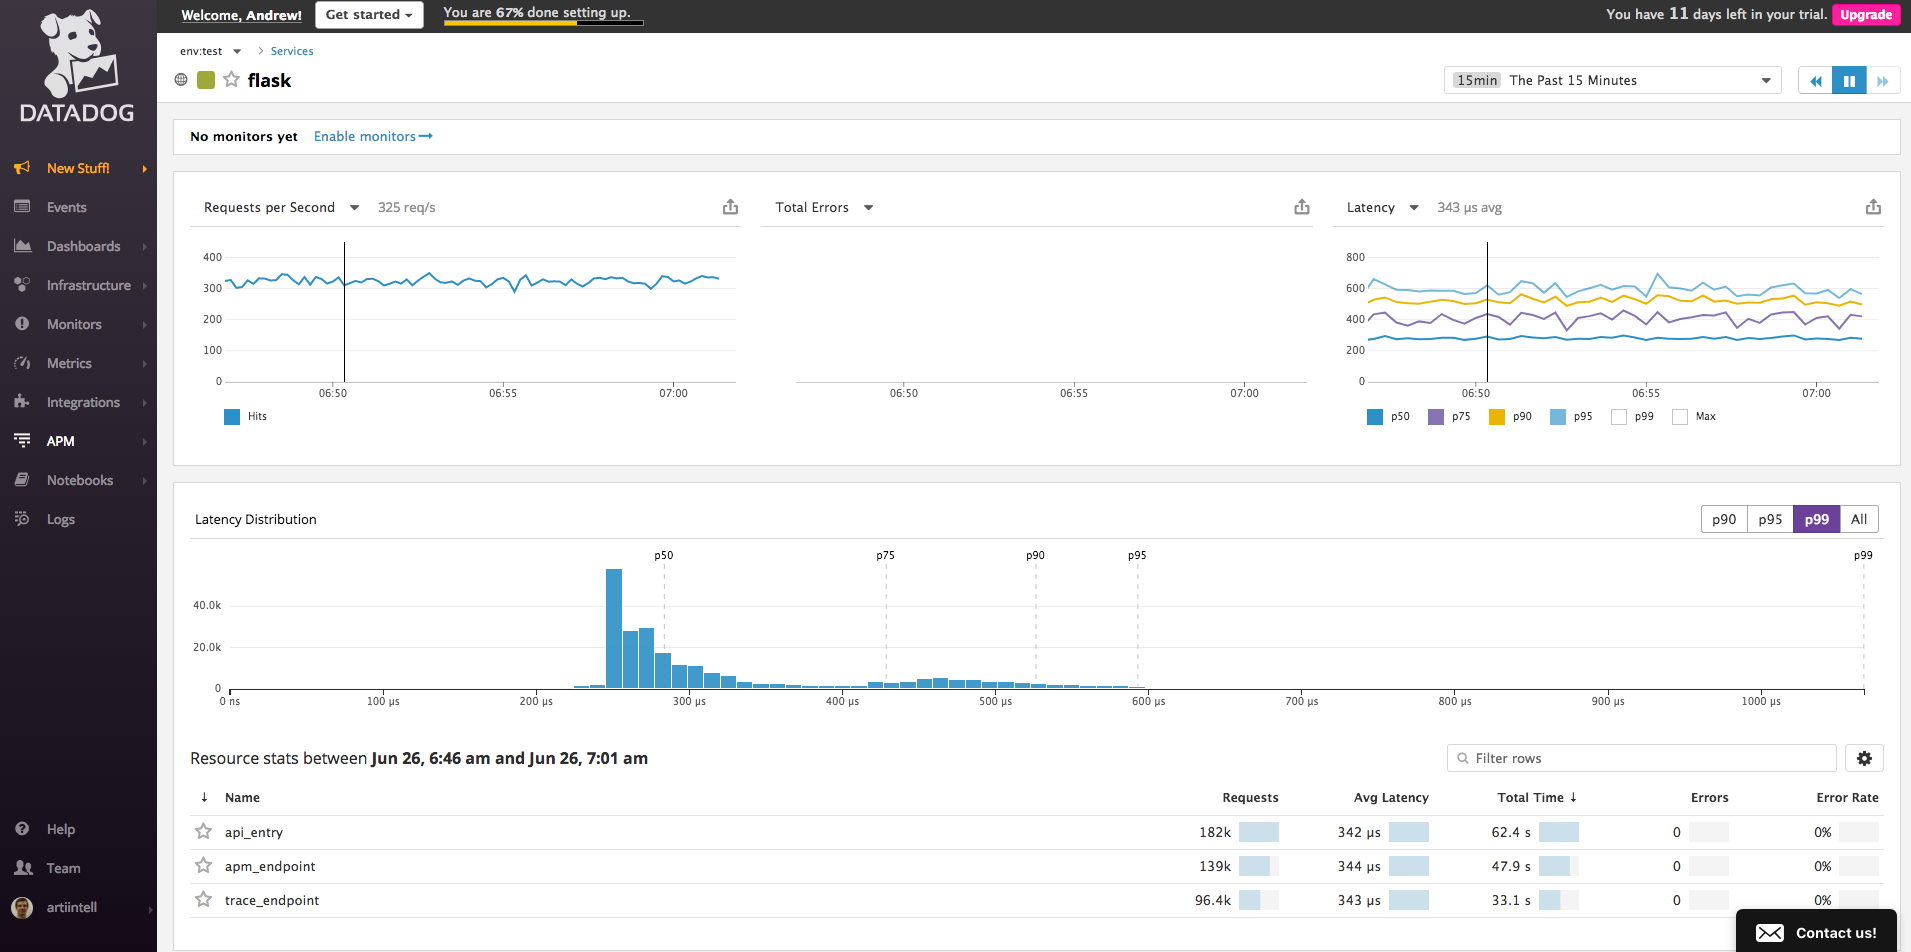 DATADOG
New Stuff!
Events
Dashboards
Infrastructure
Monitors
Metrics
Integrations
APM
Notebooks
Logs
Help
Team
artiintell
Welcome, Andrew! Get started You are 67% done setting up. You have 11 days left in your trial. Upgrade
env:test Services
flask 15min The Past 15 Minutes
No monitors yet Enable monitors
Requests per Second 325 req/s
400
300
200
100
0
06:50 06:55 07:00
Hits
Total Errors
06:50 06:55 07:00
Latency 343 µs avg
800
600
400
200
0
06:50 06:55 07:00
p50 p75 p90 p95 p99 Max
Latency Distribution p90 p95 p99 All
p50 p75 p90 p95 p99
40.0k
20.0k
0
0 ns 100 µs 200 µs 300 µs 400 µs 500 µs 600 µs 700 µs 800 µs 900 µs 1000 µs
Resource stats between Jun 26, 6:46 am and Jun 26, 7:01 am Filter rows
↓ Name Requests Avg Latency Total Time ↓ Errors Error Rate
api_entry 182k 342 µs 62.4 s 0 0%
apm_endpoint 139k 344 µs 47.9 s 0 0%
trace_endpoint 96.4k 343 µs 33.1 s 0 0%
Contact us!